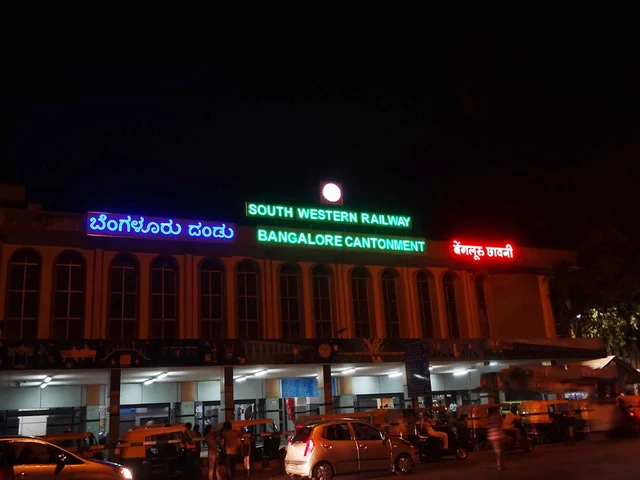 SOUTH WESTERN RAILWAY
ಬೆಂಗಳೂರು ದಂಡು
BANGALORE CANTONMENT
बेंगलूरु छावनी